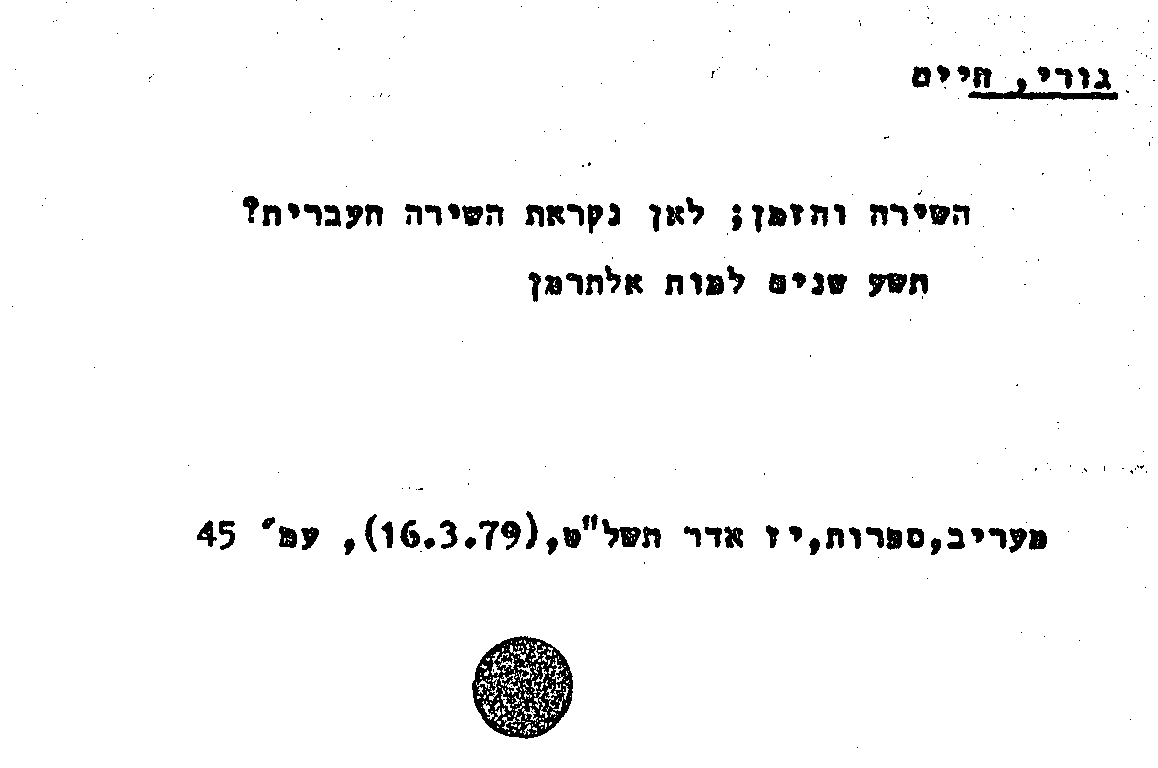 גורי, חיים
השירה והזמן; לאן נקראת השירה העברית?
תשע שנים למות אלתרמן
מעריב,ספרות,יז אדר תשל"ט,(16.3.79), עמ' 45